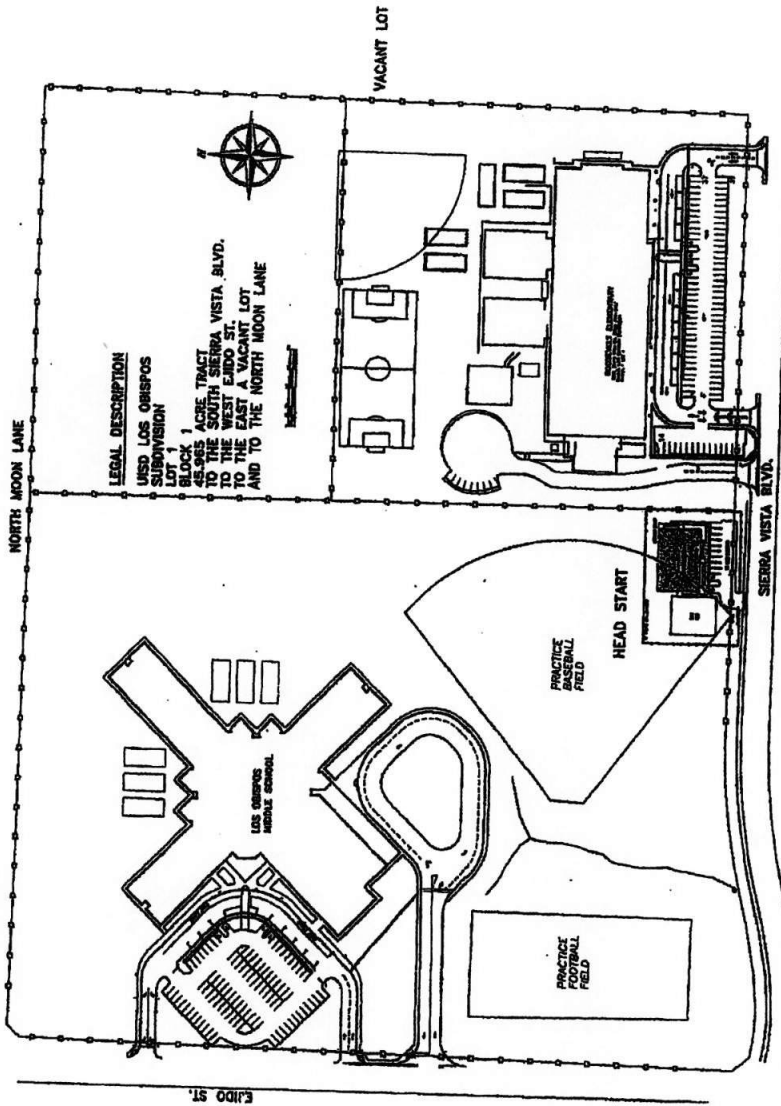 NORTH MOON LANE
VACANT LOT
N
LEGAL DESCRIPTION
UISD LOS OBISPOS
SUBDIVISION
LOT 1
BLOCK 1
45.965 ACRE TRACT
TO THE SOUTH SIERRA VISTA BLVD.
TO THE WEST EJIDO ST.
TO THE EAST A VACANT LOT
AND TO THE NORTH MOON LANE
LOS OBISPOS
MIDDLE SCHOOL
HEAD START
PRACTICE
BASEBALL
FIELD
PRACTICE
FOOTBALL
FIELD
SIERRA VISTA BLVD.
EJIDO ST.